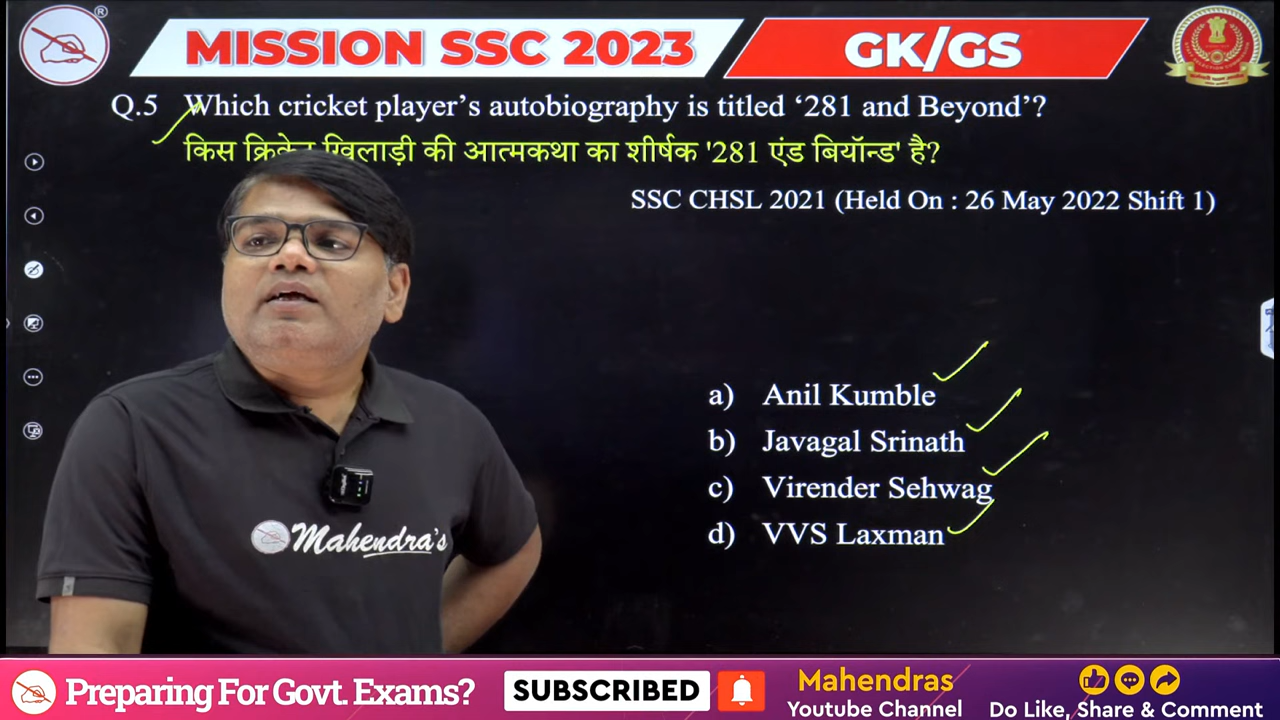 ®
MISSION SSC 2023
GK/GS
Q.5 Which cricket player's autobiography is titled ‘281 and Beyond’?
किस क्रिकेट खिलाड़ी की आत्मकथा का शीर्षक '281 एंड बियॉन्ड' है?
SSC CHSL 2021 (Held On : 26 May 2022 Shift 1)
a) Anil Kumble
b) Javagal Srinath
c) Virender Sehwag
d) VVS Laxman
Mahendra's
Preparing For Govt. Exams?
SUBSCRIBED
Mahendras
Youtube Channel
Do Like, Share & Comment